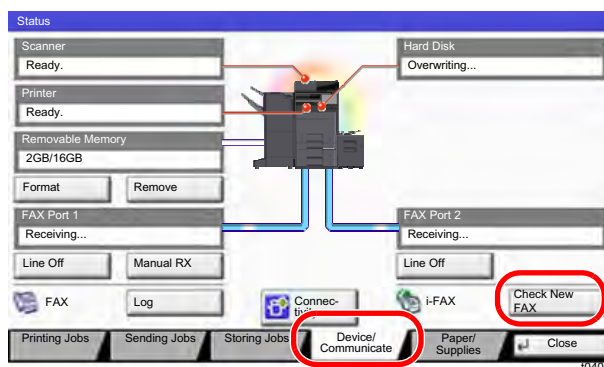 Status
Scanner
Ready.
Hard Disk
Overwriting...
Printer
Ready.
Removable Memory
2GB/16GB
Format
Remove
FAX Port 1
Receiving...
FAX Port 2
Receiving...
Line Off
Manual RX
Line Off
FAX
Log
Connec-
tivity
i-FAX
Check New
FAX
Printing Jobs
Sending Jobs
Storing Jobs
Device/
Communicate
Paper/
Supplies
Close